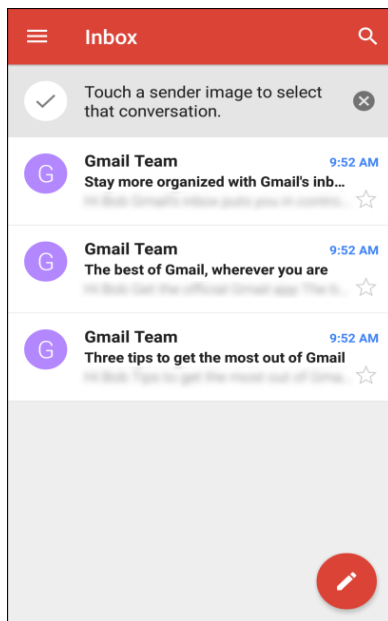 Inbox
Touch a sender image to select
that conversation.
G
Gmail Team
9:52 AM
Stay more organized with Gmail's inb...
G
Gmail Team
9:52 AM
The best of Gmail, wherever you are
G
Gmail Team
9:52 AM
Three tips to get the most out of Gmail